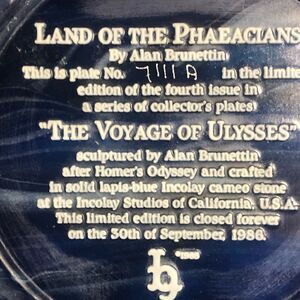 LAND OF THE PHAEACIANS
By Alan Brunettin
This is plate No. 7111A in the limited
edition of the fourth issue in
a series of collector's plates
"THE VOYAGE OF ULYSSES"
sculptured by Alan Brunettin
after Homer's Odyssey and crafted
in solid lapis-blue Incolay cameo stone
at the Incolay Studios of California, U.S.A.
This limited edition is closed forever
on the 30th of September, 1986.
©1985